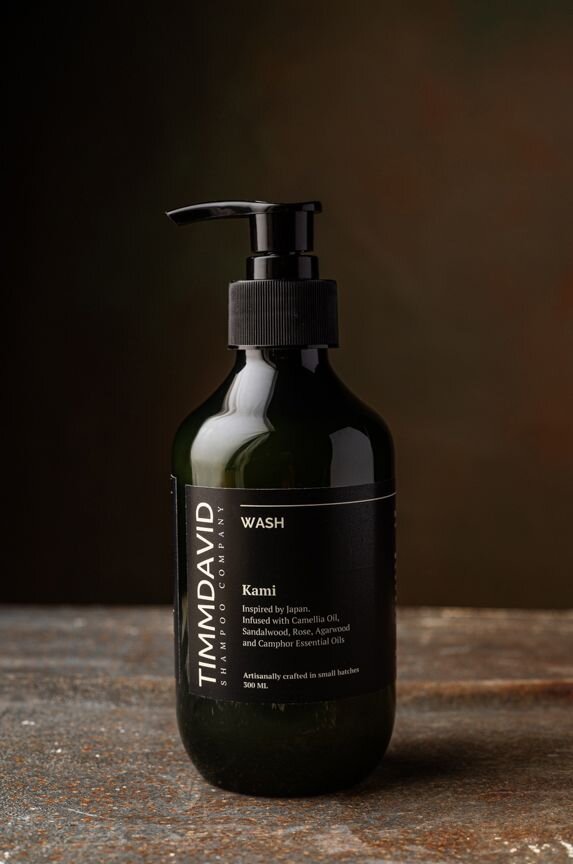 TIMMDAVID
SHAMPOO COMPANY
WASH
Kami
Inspired by Japan.
Infused with Camellia Oil,
Sandalwood, Rose, Agarwood
and Camphor Essential Oils
Artisanally crafted in small batches
300 ML